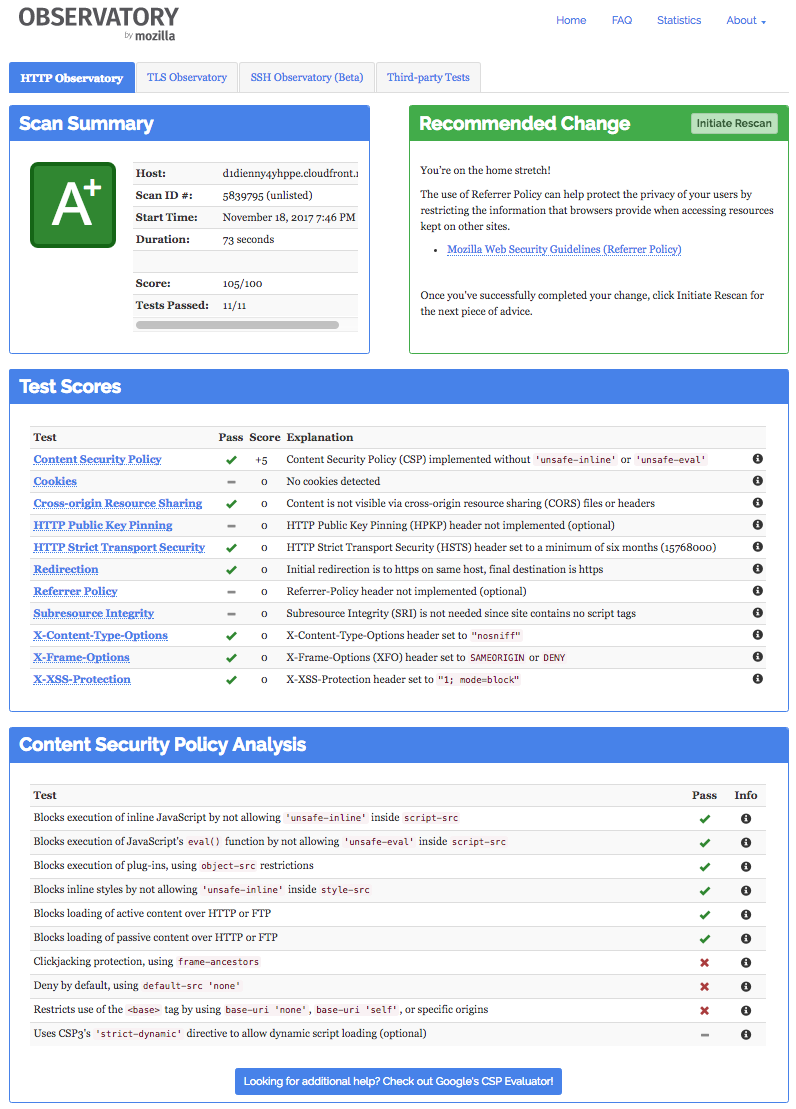 OBSERVATORY
by mozilla
Home FAQ Statistics About
HTTP Observatory TLS Observatory SSH Observatory (Beta) Third-party Tests
Scan Summary
A+
Host: d1dienny4yhppe.cloudfront.
Scan ID #: 5839795 (unlisted)
Start Time: November 18, 2017 7:46 PM
Duration: 73 seconds
Score: 105/100
Tests Passed: 11/11
Recommended Change
Initiate Rescan
You're on the home stretch!
The use of Referrer Policy can help protect the privacy of your users by
restricting the information that browsers provide when accessing resources
kept on other sites.
• Mozilla Web Security Guidelines (Referrer Policy)
Once you've successfully completed your change, click Initiate Rescan for
the next piece of advice.
Test Scores
Test Pass Score Explanation
Content Security Policy +5 Content Security Policy (CSP) implemented without 'unsafe-inline' or 'unsafe-eval'
Cookies – 0 No cookies detected
Cross-origin Resource Sharing 0 Content is not visible via cross-origin resource sharing (CORS) files or headers
HTTP Public Key Pinning – 0 HTTP Public Key Pinning (HPKP) header not implemented (optional)
HTTP Strict Transport Security 0 HTTP Strict Transport Security (HSTS) header set to a minimum of six months (15768000)
Redirection 0 Initial redirection is to https on same host, final destination is https
Referrer Policy – 0 Referrer-Policy header not implemented (optional)
Subresource Integrity – 0 Subresource Integrity (SRI) is not needed since site contains no script tags
X-Content-Type-Options 0 X-Content-Type-Options header set to "nosniff"
X-Frame-Options 0 X-Frame-Options (XFO) header set to SAMEORIGIN or DENY
X-XSS-Protection 0 X-XSS-Protection header set to "1; mode=block"
Content Security Policy Analysis
Test Pass Info
Blocks execution of inline JavaScript by not allowing 'unsafe-inline' inside script-src
Blocks execution of JavaScript's eval() function by not allowing 'unsafe-eval' inside script-src
Blocks execution of plug-ins, using object-src restrictions
Blocks inline styles by not allowing 'unsafe-inline' inside style-src
Blocks loading of active content over HTTP or FTP
Blocks loading of passive content over HTTP or FTP
Clickjacking protection, using frame-ancestors
Deny by default, using default-src 'none'
Restricts use of the <base> tag by using base-uri 'none', base-uri 'self', or specific origins
Uses CSP3's 'strict-dynamic' directive to allow dynamic script loading (optional) –
Looking for additional help? Check out Google's CSP Evaluator!